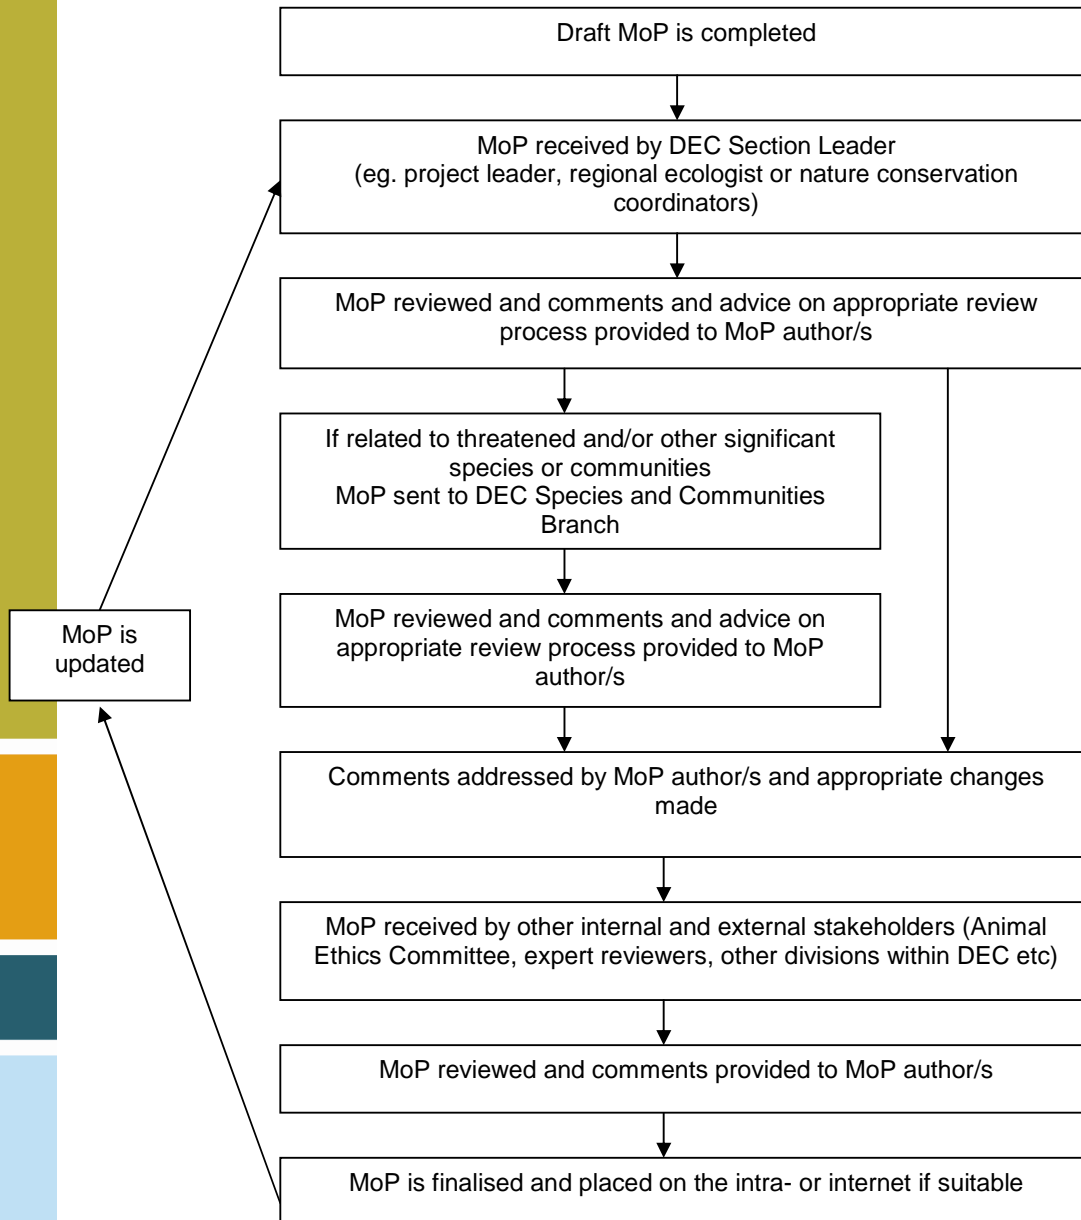 Draft MoP is completed
MoP received by DEC Section Leader
(eg. project leader, regional ecologist or nature conservation
coordinators)
MoP reviewed and comments and advice on appropriate review
process provided to MoP author/s
If related to threatened and/or other significant
species or communities
MoP sent to DEC Species and Communities
Branch
MoP reviewed and comments and advice on
appropriate review process provided to MoP
author/s
MoP is
updated
Comments addressed by MoP author/s and appropriate changes
made
MoP received by other internal and external stakeholders (Animal
Ethics Committee, expert reviewers, other divisions within DEC etc)
MoP reviewed and comments provided to MoP author/s
MoP is finalised and placed on the intra- or internet if suitable